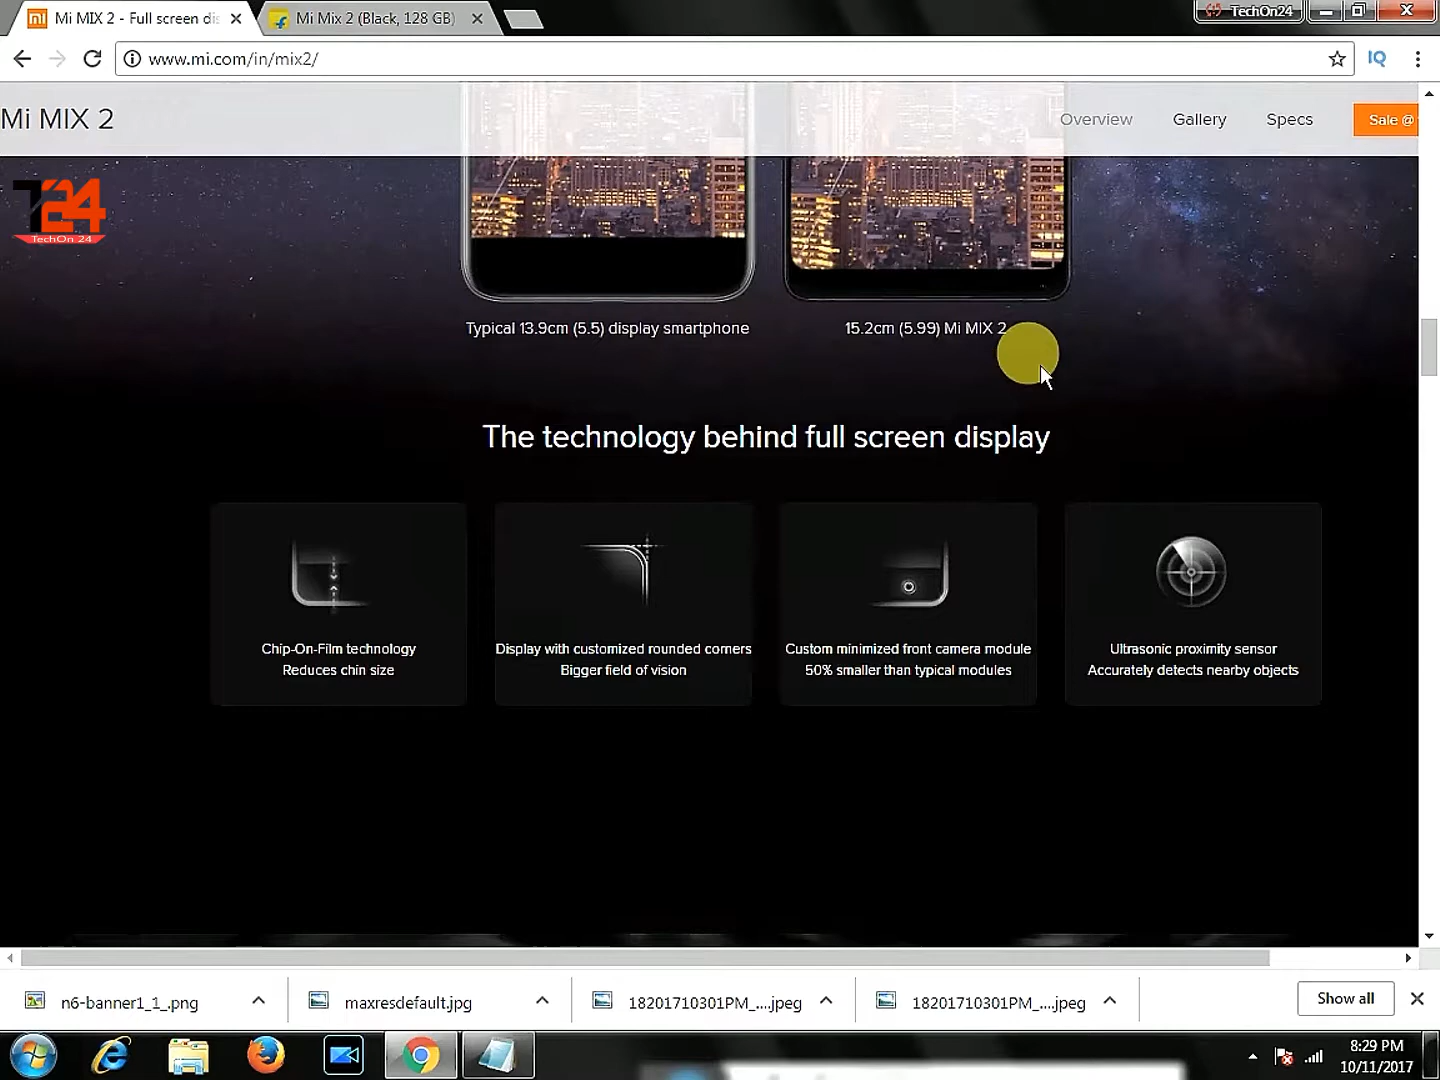 Mi MIX 2 - Full screen dis
Mi Mix 2 (Black, 128 GB)
TechOn24
www.mi.com/in/mix2/
IQ
Mi MIX 2
Overview
Gallery
Specs
Sale @
T24
TechOn 24
Typical 13.9cm (5.5) display smartphone
15.2cm (5.99) Mi MIX 2
The technology behind full screen display
Chip-On-Film technology
Reduces chin size
Display with customized rounded corners
Bigger field of vision
Custom minimized front camera module
50% smaller than typical modules
Ultrasonic proximity sensor
Accurately detects nearby objects
n6-banner1_1_.png
maxresdefault.jpg
18201710301PM_....jpeg
18201710301PM_....jpeg
Show all
8:29 PM
10/11/2017